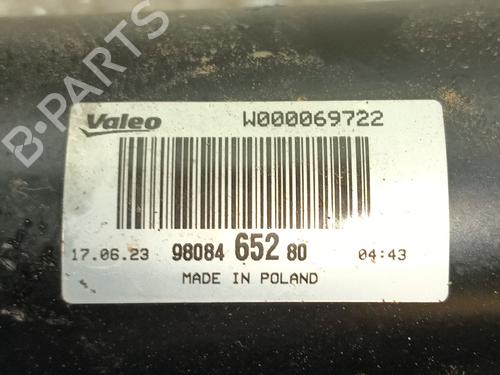 B-PARTS
Valeo W000069722
17.06.23 98084 652 80 04:43
MADE IN POLAND